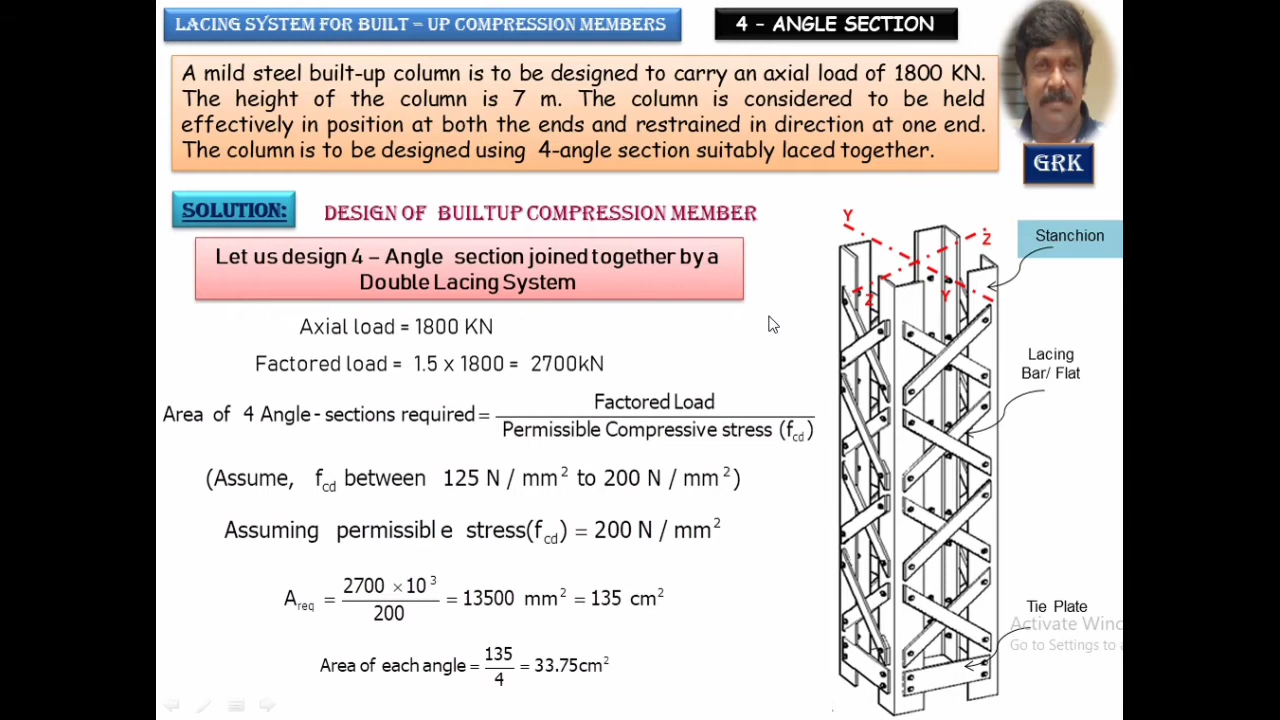 LACING SYSTEM FOR BUILT – UP COMPRESSION MEMBERS
4 – ANGLE SECTION
A mild steel built-up column is to be designed to carry an axial load of 1800 KN.
The height of the column is 7 m. The column is considered to be held
effectively in position at both the ends and restrained in direction at one end.
The column is to be designed using 4-angle section suitably laced together.
GRK
SOLUTION:
DESIGN OF BUILTUP COMPRESSION MEMBER
Let us design 4 – Angle section joined together by a
Double Lacing System
Axial load = 1800 KN
Factored load = 1.5 x 1800 = 2700kN
Area of 4 Angle-sections required = Factored Load / Permissible Compressive stress (fcd)
(Assume, fcd between 125 N / mm² to 200 N / mm²)
Assuming permissibl e stress(fcd) = 200 N / mm²
Areq = 2700 ×10³ / 200 = 13500 mm² = 135 cm²
Area of each angle = 135 / 4 = 33.75cm²
Y
Z
Stanchion
Z
Y
Lacing
Bar/ Flat
Tie Plate
Activate Winc
Go to Settings to a